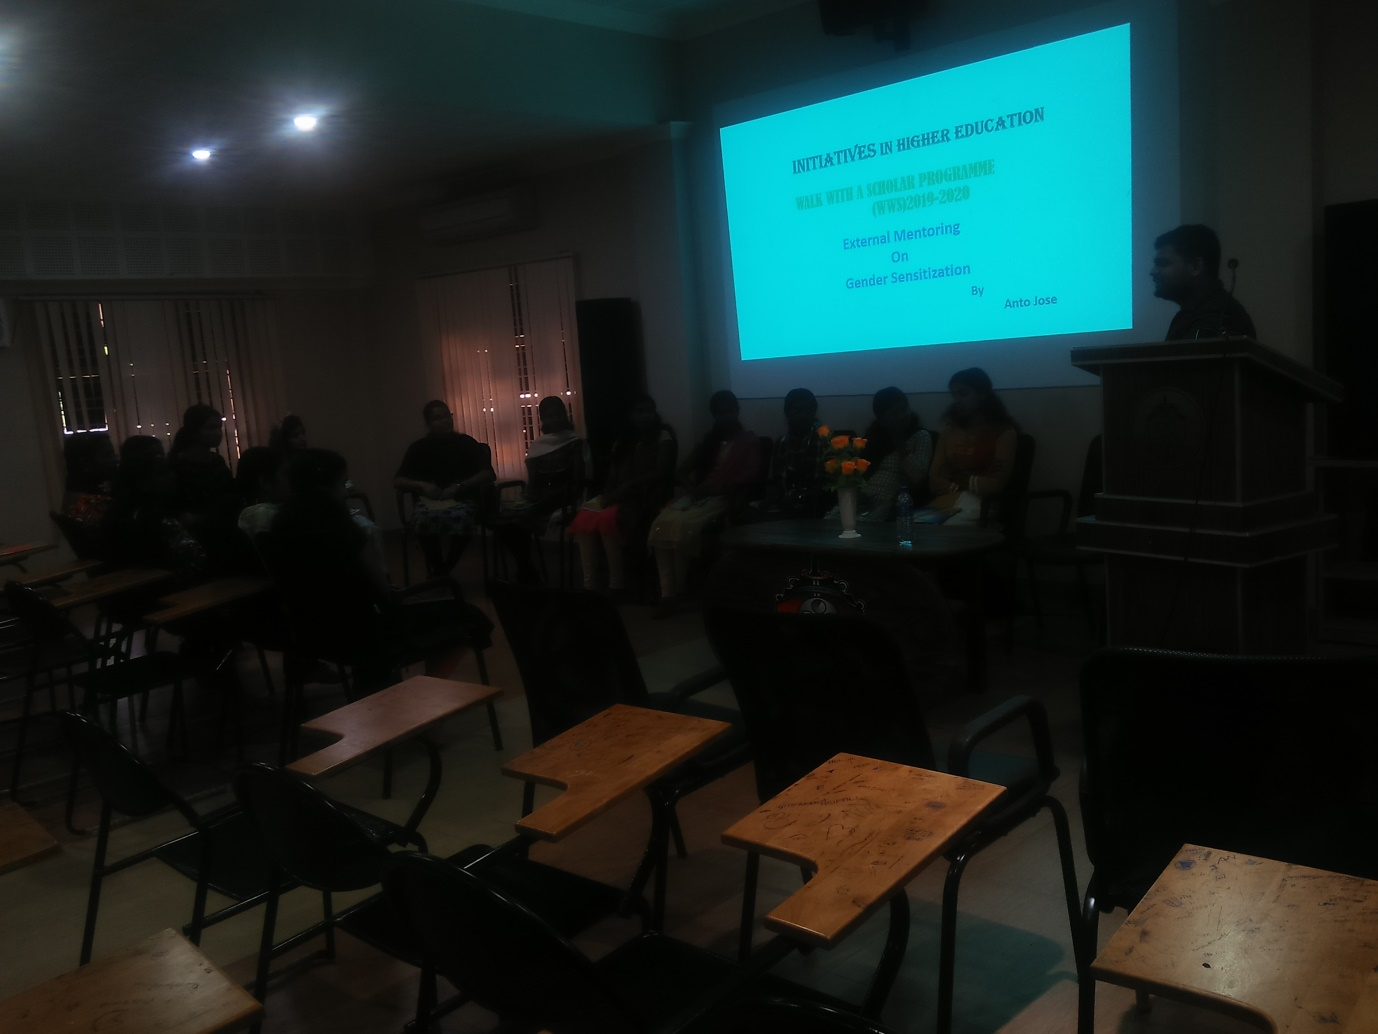 INITIATIVES IN HIGHER EDUCATION
WALK WITH A SCHOLAR PROGRAMME
(WWS)2019-2020
External Mentoring
On
Gender Sensitization
By
Anto Jose